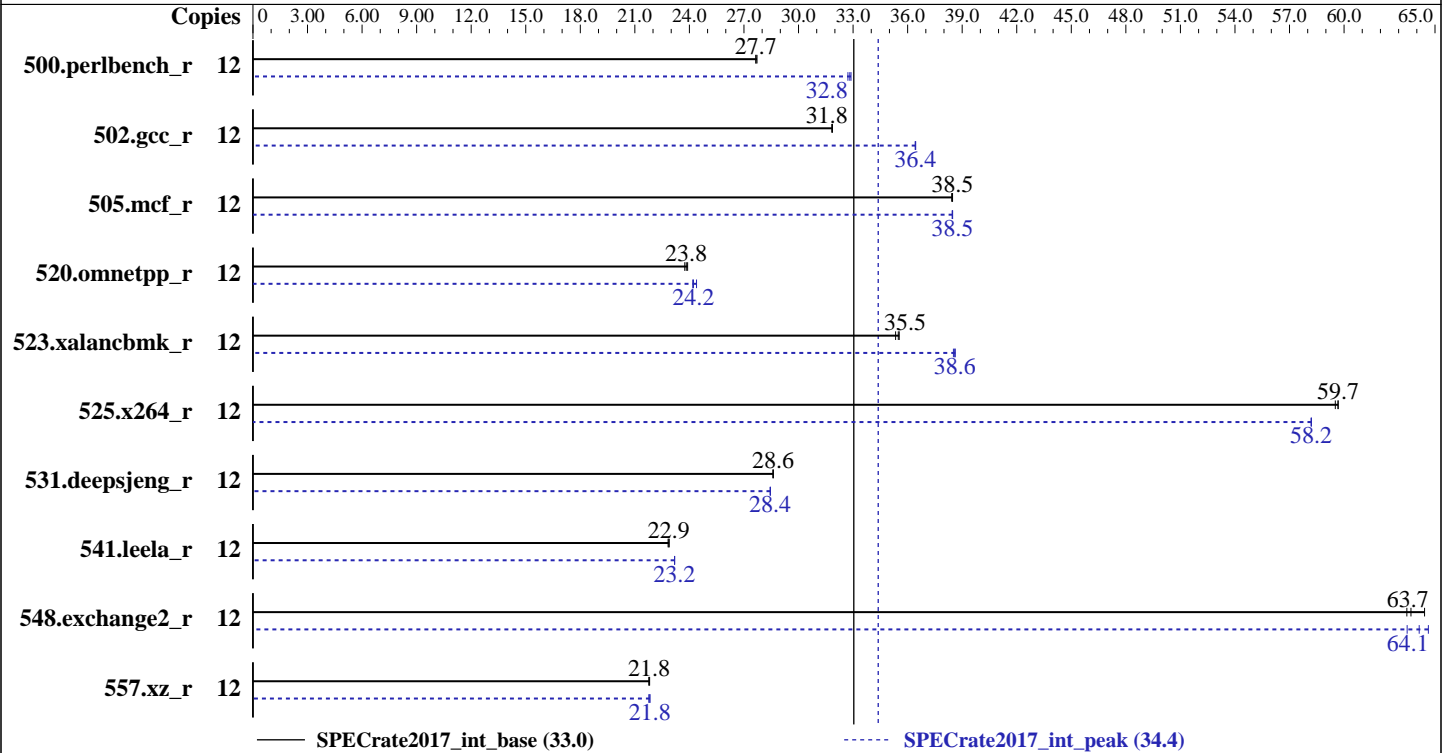 Copies 0 3.00 6.00 9.00 12.0 15.0 18.0 21.0 24.0 27.0 30.0 33.0 36.0 39.0 42.0 45.0 48.0 51.0 54.0 57.0 60.0 65.0
27.7
500.perlbench_r 12
32.8
31.8
502.gcc_r 12
36.4
38.5
505.mcf_r 12
38.5
23.8
520.omnetpp_r 12
24.2
35.5
523.xalancbmk_r 12
38.6
59.7
525.x264_r 12
58.2
28.6
531.deepsjeng_r 12
28.4
22.9
541.leela_r 12
23.2
63.7
548.exchange2_r 12
64.1
21.8
557.xz_r 12
21.8
SPECrate2017_int_base (33.0) SPECrate2017_int_peak (34.4)